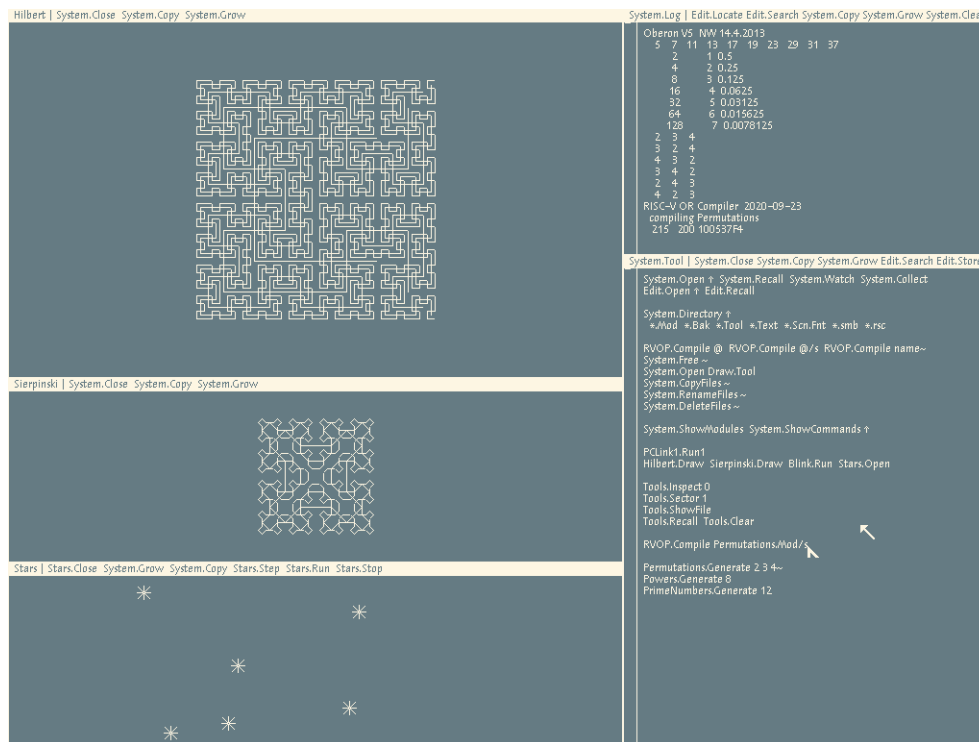 Hilbert | System.Close System.Copy System.Grow
Sierpinski | System.Close System.Copy System.Grow
Stars | Stars.Close System.Grow System.Copy Stars.Step Stars.Run Stars.Stop
System.Log | Edit.Locate Edit.Search System.Copy System.Grow System.Clea
Oberon V5 NW 14.4.2013
5 7 11 13 17 19 23 29 31 37
2 1 0.5
4 2 0.25
8 3 0.125
16 4 0.0625
32 5 0.03125
64 6 0.015625
128 7 0.0078125
2 3 4
3 2 4
4 3 2
3 4 2
2 4 3
4 2 3
RISC-V OR Compiler 2020-09-23
compiling Permutations
215 200 100537F4
System.Tool | System.Close System.Copy System.Grow Edit.Search Edit.Store
System.Open ↑ System.Recall System.Watch System.Collect
Edit.Open ↑ Edit.Recall
System.Directory ↑
*.Mod *.Bak *.Tool *.Text *.Scn.Fnt *.smb *.rsc
RVOP.Compile @ RVOP.Compile @/s RVOP.Compile name~
System.Free ~
System.Open Draw.Tool
System.CopyFiles ~
System.RenameFiles ~
System.DeleteFiles ~
System.ShowModules System.ShowCommands ↑
PCLink1.Run1
Hilbert.Draw Sierpinski.Draw Blink.Run Stars.Open
Tools.Inspect 0
Tools.Sector 1
Tools.ShowFile
Tools.Recall Tools.Clear
RVOP.Compile Permutations.Mod/s
Permutations.Generate 2 3 4~
Powers.Generate 8
PrimeNumbers.Generate 12